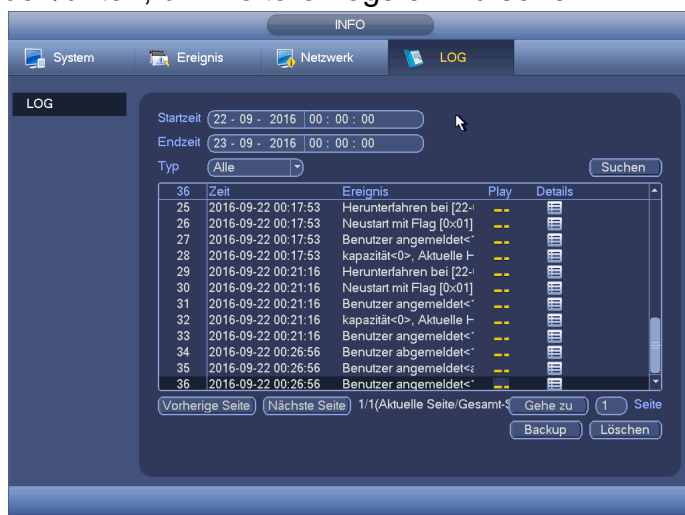 INFO
System Ereignis Netzwerk LOG
LOG
Startzeit 22 - 09 - 2016 00 : 00 : 00
Endzeit 23 - 09 - 2016 00 : 00 : 00
Typ Alle Suchen
36 Zeit Ereignis Play Details
25 2016-09-22 00:17:53 Herunterfahren bei [22-
26 2016-09-22 00:17:53 Neustart mit Flag [0x01]
27 2016-09-22 00:17:53 Benutzer angemeldet<
28 2016-09-22 00:17:53 kapazität<0>, Aktuelle
29 2016-09-22 00:21:16 Herunterfahren bei [22-
30 2016-09-22 00:21:16 Neustart mit Flag [0x01]
31 2016-09-22 00:21:16 Benutzer angemeldet<
32 2016-09-22 00:21:16 kapazität<0>, Aktuelle
33 2016-09-22 00:21:16 Benutzer angemeldet<
34 2016-09-22 00:26:56 Benutzer abgemeldet<
35 2016-09-22 00:26:56 Benutzer angemeldet<
36 2016-09-22 00:26:56 Benutzer angemeldet<
Vorherige Seite Nächste Seite 1/1(Aktuelle Seite/Gesamt-S Gehe zu 1 Seite
Backup Löschen